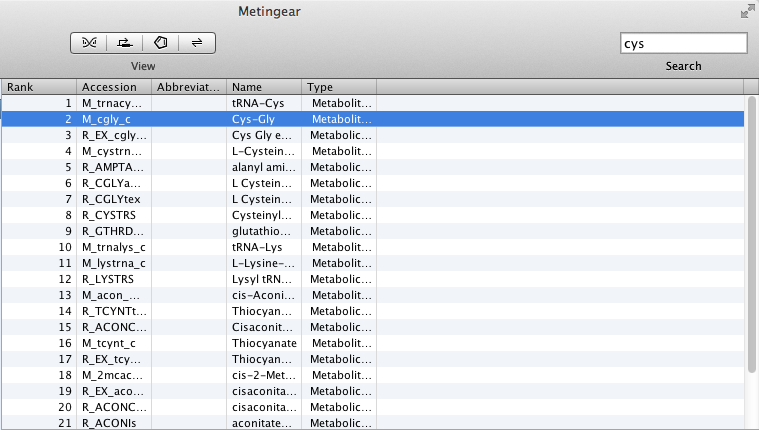 Metingear
cys
View
Search
Rank Accession Abbreviat... Name Type
1 M_trnacy... tRNA-Cys Metabolit...
2 M_cgly_c Cys-Gly Metabolit...
3 R_EX_cgly... Cys Gly e... Metabolic...
4 M_cystrn... L-Cystein... Metabolit...
5 R_AMPTA... alanyl ami... Metabolic...
6 R_CGLYa... L Cystein... Metabolic...
7 R_CGLYtex L Cystein... Metabolic...
8 R_CYSTRS Cysteinyl... Metabolic...
9 R_GTHRD... glutathio... Metabolic...
10 M_trnalys_c tRNA-Lys Metabolit...
11 M_lystrna_c L-Lysine-... Metabolit...
12 R_LYSTRS Lysyl tRN... Metabolic...
13 M_acon_... cis-Aconi... Metabolit...
14 R_TCYNTt... Thiocyan... Metabolic...
15 R_ACONC... Cisaconit... Metabolic...
16 M_tcynt_c Thiocyanate Metabolit...
17 R_EX_tcy... Thiocyan... Metabolic...
18 M_2mcac... cis-2-Met... Metabolit...
19 R_EX_aco... cisaconita... Metabolic...
20 R_ACONC... cisaconita... Metabolic...
21 R_ACONIs aconitate... Metabolic...